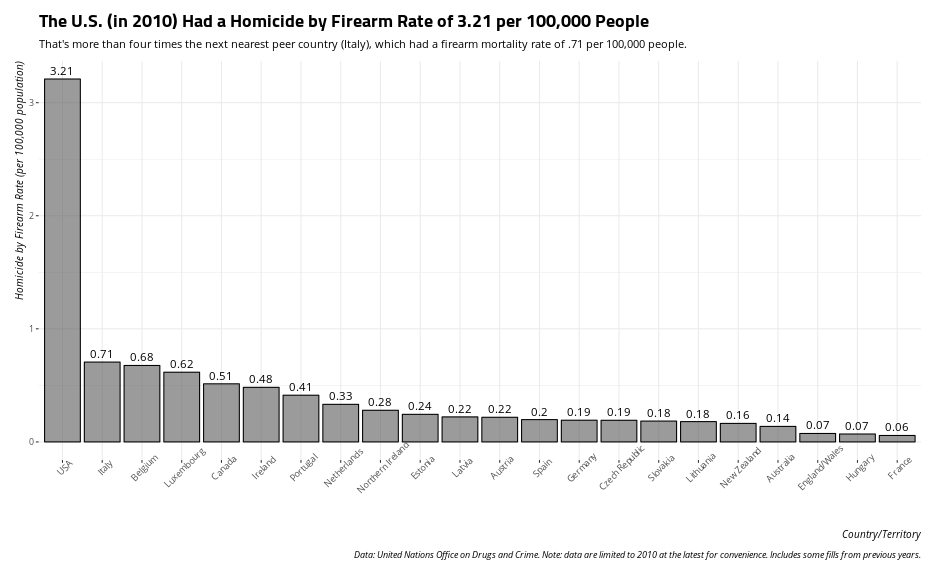 The U.S. (in 2010) Had a Homicide by Firearm Rate of 3.21 per 100,000 People
That's more than four times the next nearest peer country (Italy), which had a firearm mortality rate of .71 per 100,000 people.
Homicide by Firearm Rate (per 100,000 population)
3
2
1
0
3.21
0.71
0.68
0.62
0.51
0.48
0.41
0.33
0.28
0.24
0.22
0.22
0.2
0.19
0.19
0.18
0.18
0.16
0.14
0.07
0.07
0.06
USA
Italy
Belgium
Luxembourg
Canada
Ireland
Portugal
Netherlands
Northern Ireland
Estonia
Latvia
Austria
Spain
Germany
Czech Republic
Slovakia
Lithuania
New Zealand
Australia
England/Wales
Hungary
France
Country/Territory
Data: United Nations Office on Drugs and Crime. Note: data are limited to 2010 at the latest for convenience. Includes some fills from previous years.